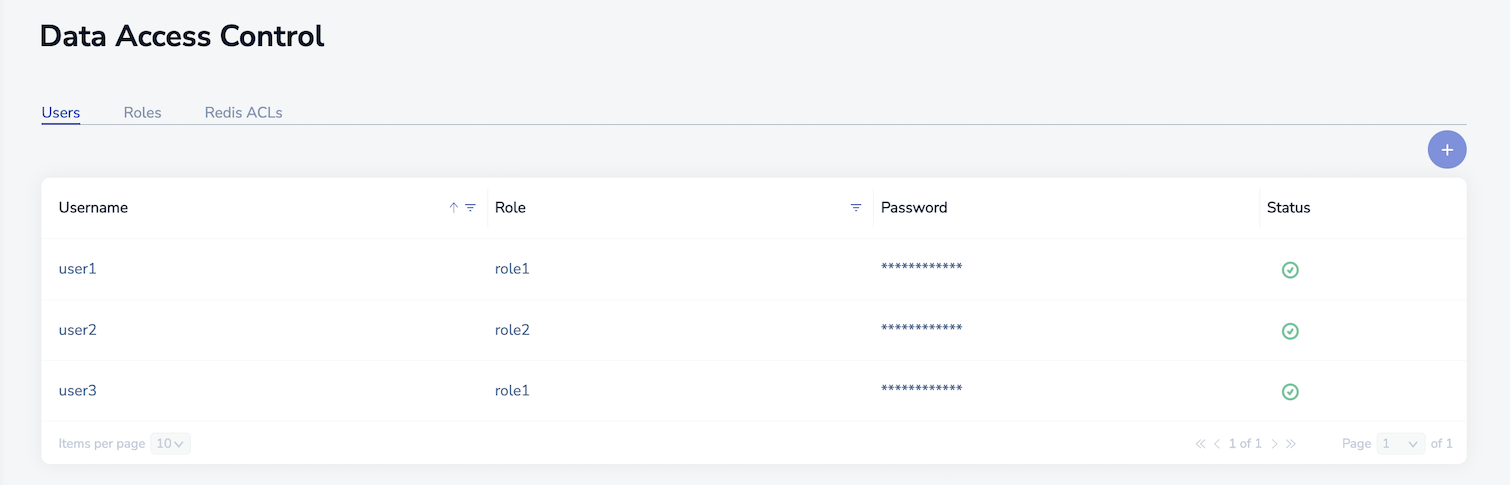 Data Access Control
Users Roles Redis ACLs
+
Username Role Password Status
user1 role1 ************
user2 role2 ************
user3 role1 ************
Items per page 10 1 of 1 Page 1 of 1